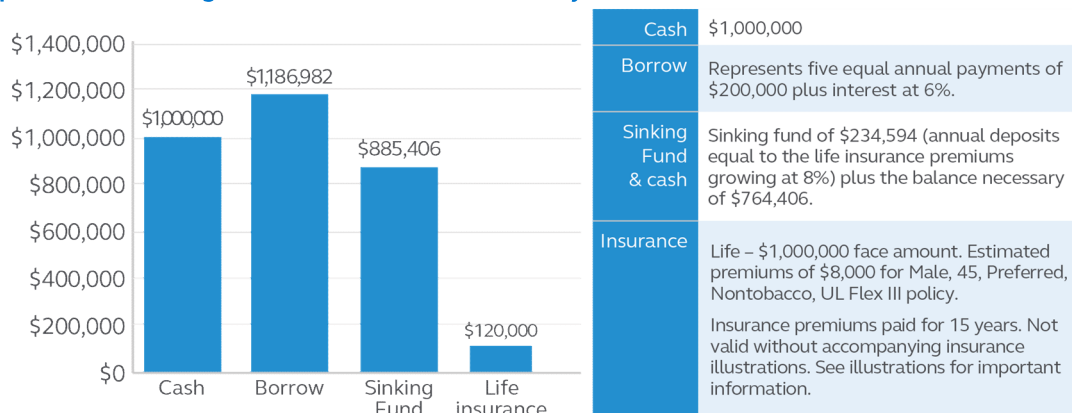 $1,400,000
$1,200,000
$1,000,000
$800,000
$600,000
$400,000
$200,000
$0
$1,000,000
$1,186,982
$885,406
$120,000
Cash
Borrow
Sinking
Fund
Life
insurance
Cash
$1,000,000
Borrow
Represents five equal annual payments of
$200,000 plus interest at 6%.
Sinking
Fund
& cash
Sinking fund of $234,594 (annual deposits
equal to the life insurance premiums
growing at 8%) plus the balance necessary
of $764,406.
Insurance
Life – $1,000,000 face amount. Estimated
premiums of $8,000 for Male, 45, Preferred,
Nontobacco, UL Flex III policy.
Insurance premiums paid for 15 years. Not
valid without accompanying insurance
illustrations. See illustrations for important
information.